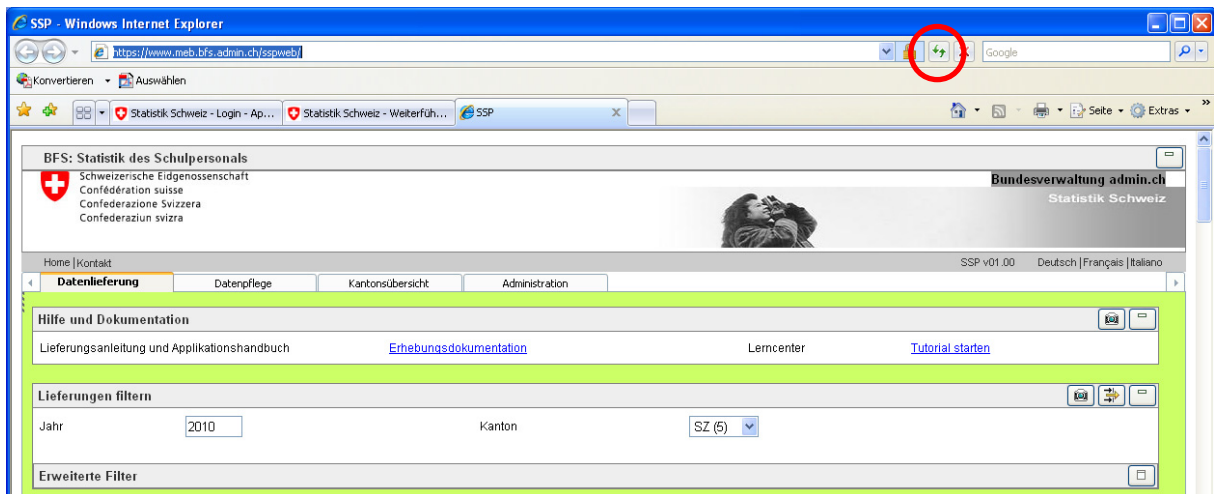 SSP - Windows Internet Explorer
https://www.meb.bfs.admin.ch/sspweb/
Google
Konvertieren Auswählen
Statistik Schweiz - Login - Ap... Statistik Schweiz - Weiterfüh... SSP Seite Extras
BFS: Statistik des Schulpersonals
Schweizerische Eidgenossenschaft
Confédération suisse
Confederazione Svizzera
Confederaziun svizra
Bundesverwaltung admin.ch
Statistik Schweiz
Home | Kontakt SSP v01.00 Deutsch | Français | Italiano
Datenlieferung Datenpflege Kantonsübersicht Administration
Hilfe und Dokumentation
Lieferungsanleitung und Applikationshandbuch Erhebungsdokumentation Lerncenter Tutorial starten
Lieferungen filtern
Jahr 2010 Kanton SZ (5)
Erweiterte Filter